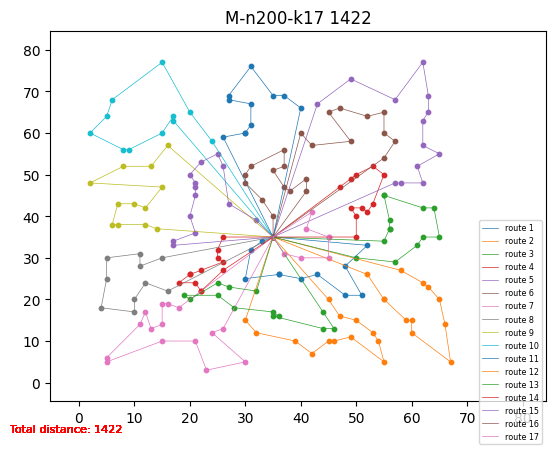 M-n200-k17 1422
80
70
60
50
40
30
20
10
0
0 10 20 30 40 50 60 70 80
route 1
route 2
route 3
route 4
route 5
route 6
route 7
route 8
route 9
route 10
route 11
route 12
route 13
route 14
route 15
route 16
route 17
Total distance: 1422